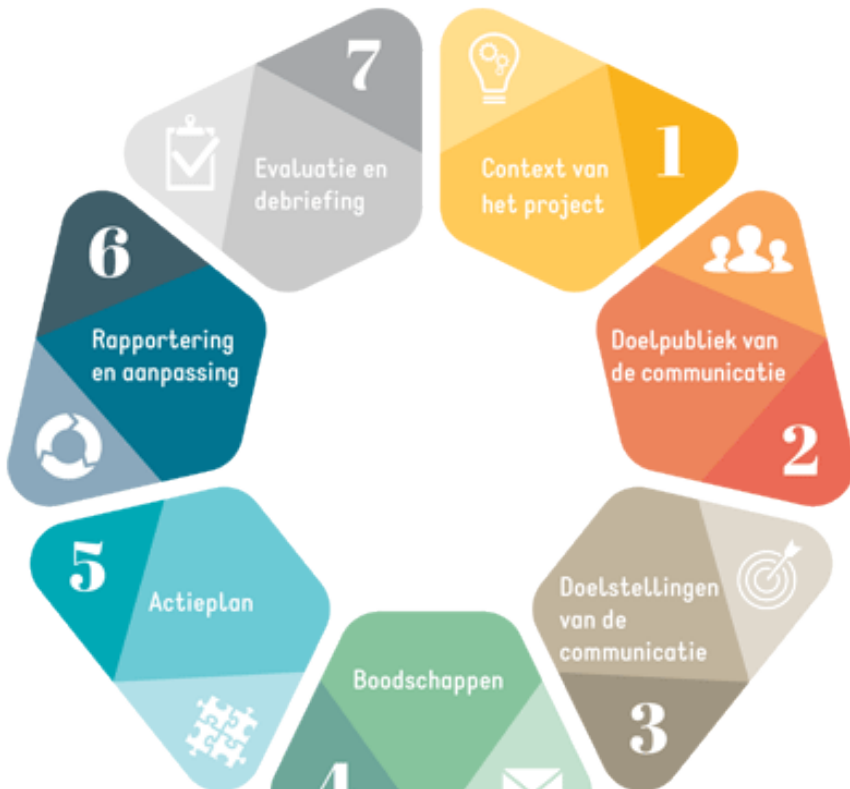 1
Context van
het project
2
Doelpubliek van
de communicatie
3
Doelstellingen
van de
communicatie
4
Boodschappen
5
Actieplan
6
Rapportering
en aanpassing
7
Evaluatie en
debriefing